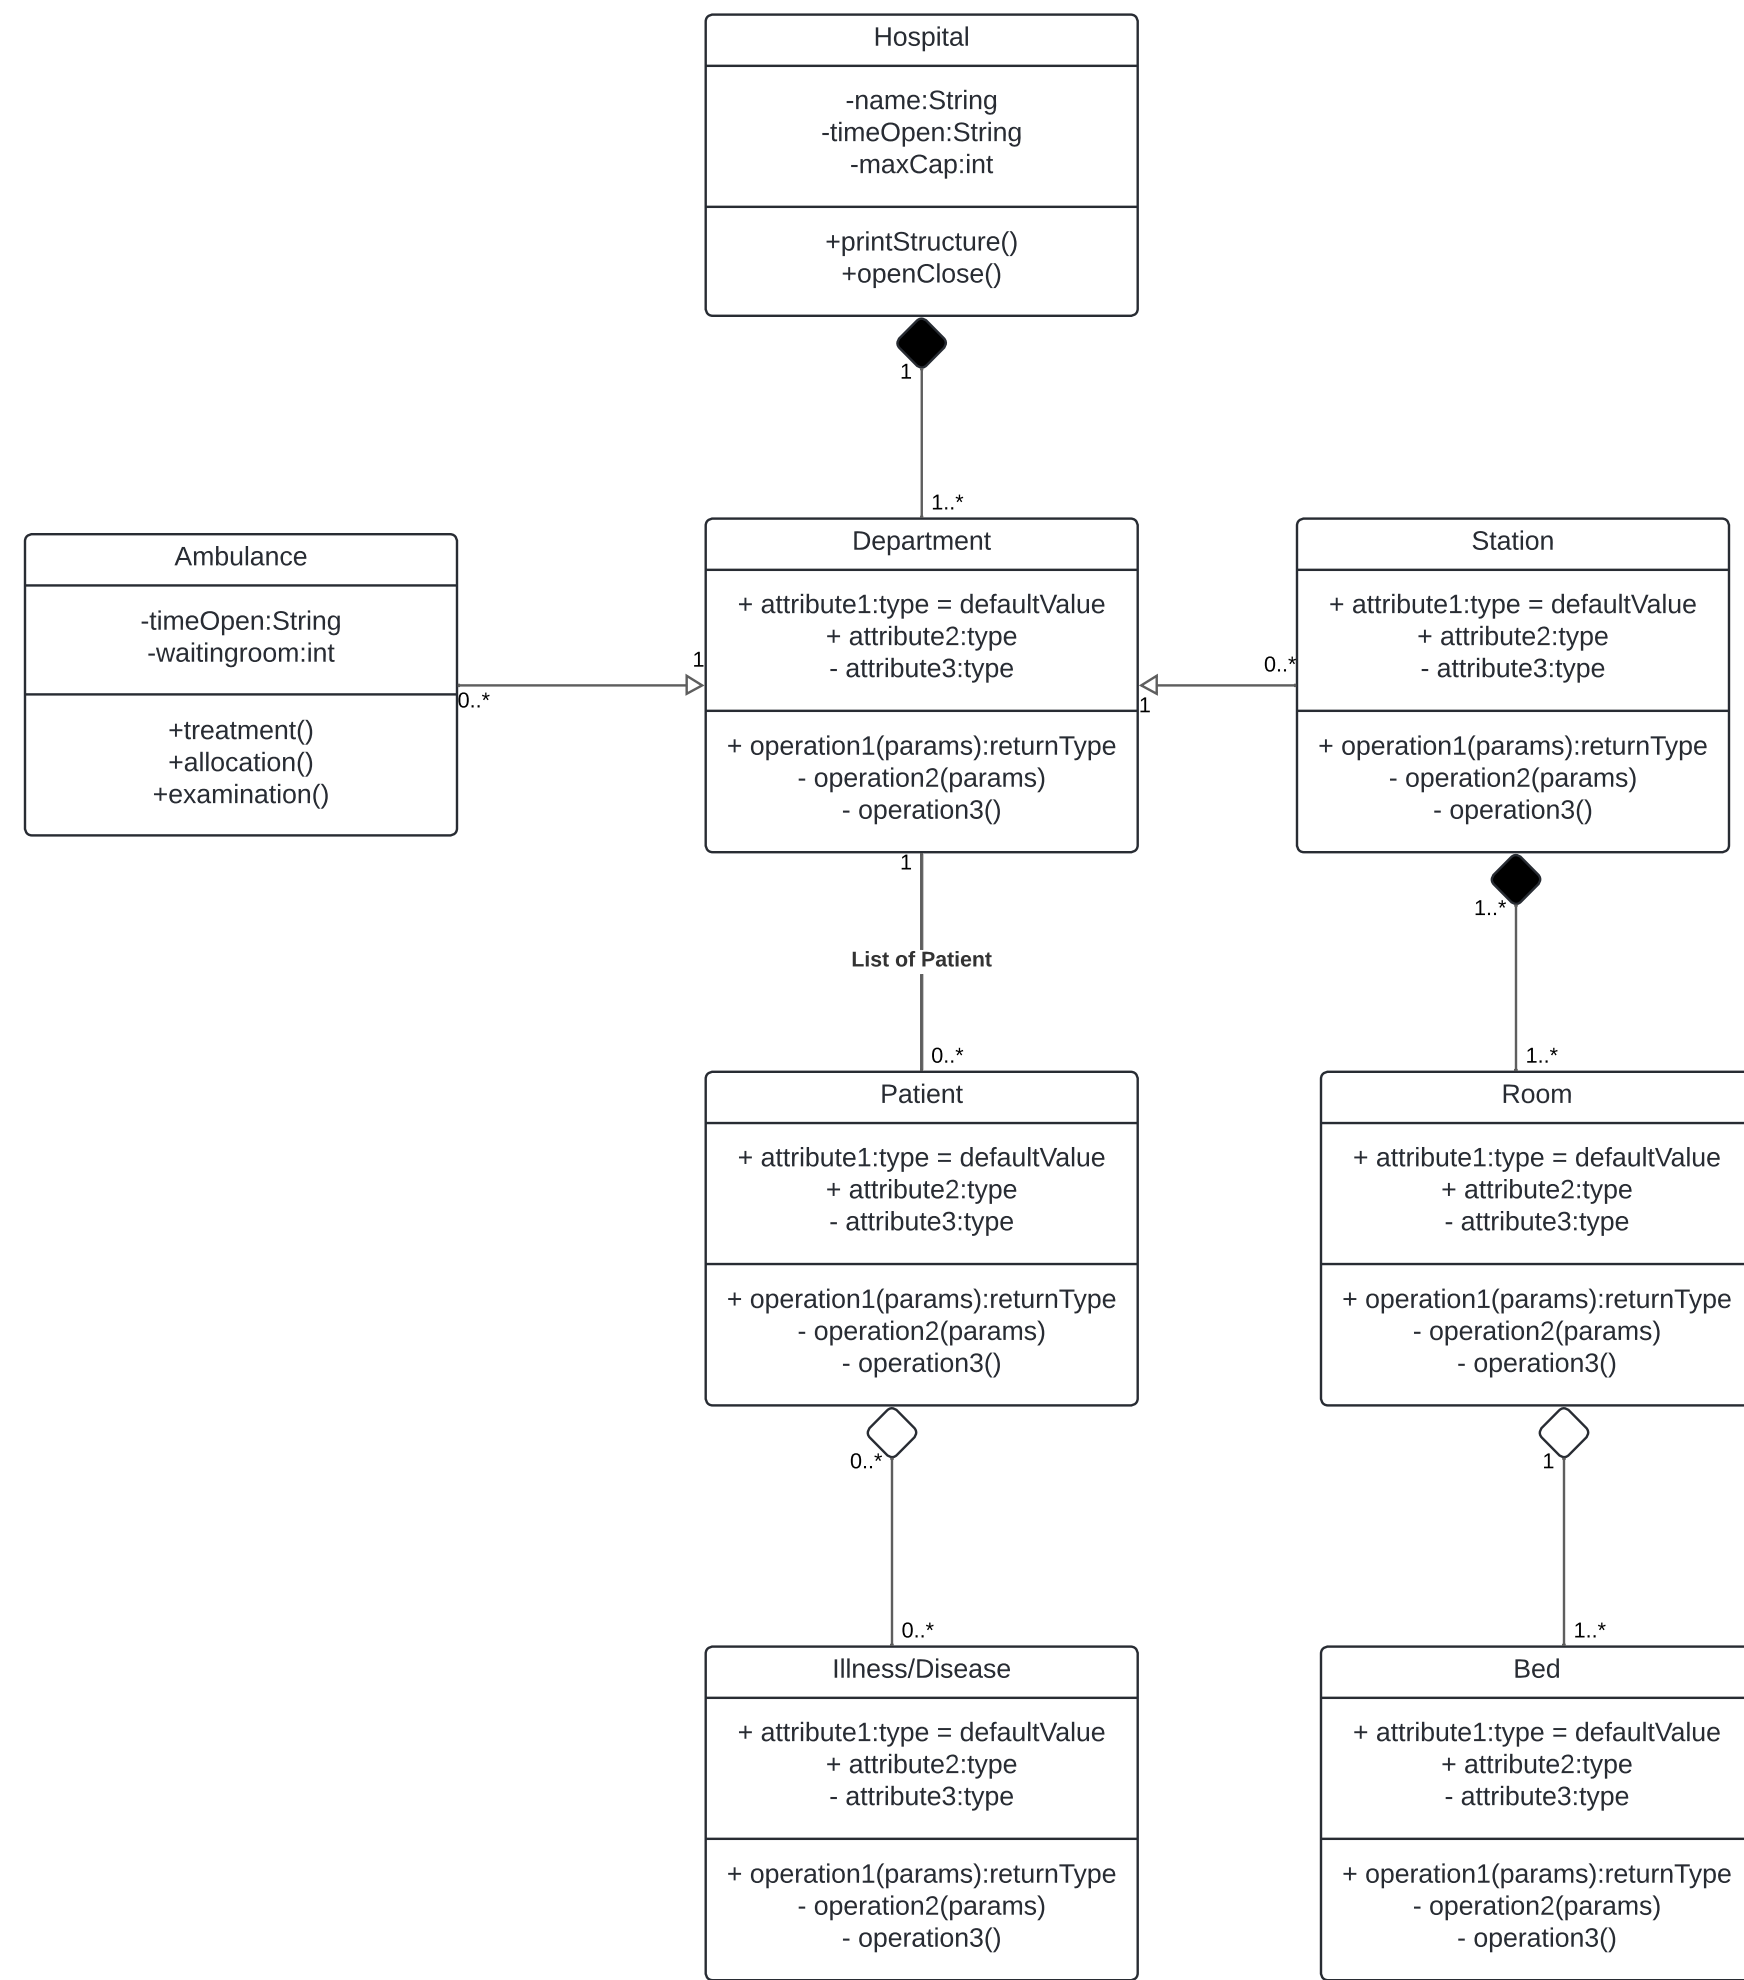 Hospital
-name:String
-timeOpen:String
-maxCap:int
+printStructure()
+openClose()
1
1..*
Ambulance
-timeOpen:String
-waitingroom:int
+treatment()
+allocation()
+examination()
0..*
1
Department
+ attribute1:type = defaultValue
+ attribute2:type
- attribute3:type
+ operation1(params):returnType
- operation2(params)
- operation3()
1
0..*
Station
+ attribute1:type = defaultValue
+ attribute2:type
- attribute3:type
+ operation1(params):returnType
- operation2(params)
- operation3()
1
List of Patient
0..*
1..*
1..*
Patient
+ attribute1:type = defaultValue
+ attribute2:type
- attribute3:type
+ operation1(params):returnType
- operation2(params)
- operation3()
Room
+ attribute1:type = defaultValue
+ attribute2:type
- attribute3:type
+ operation1(params):returnType
- operation2(params)
- operation3()
0..*
0..*
1
1..*
Illness/Disease
+ attribute1:type = defaultValue
+ attribute2:type
- attribute3:type
+ operation1(params):returnType
- operation2(params)
- operation3()
Bed
+ attribute1:type = defaultValue
+ attribute2:type
- attribute3:type
+ operation1(params):returnType
- operation2(params)
- operation3()